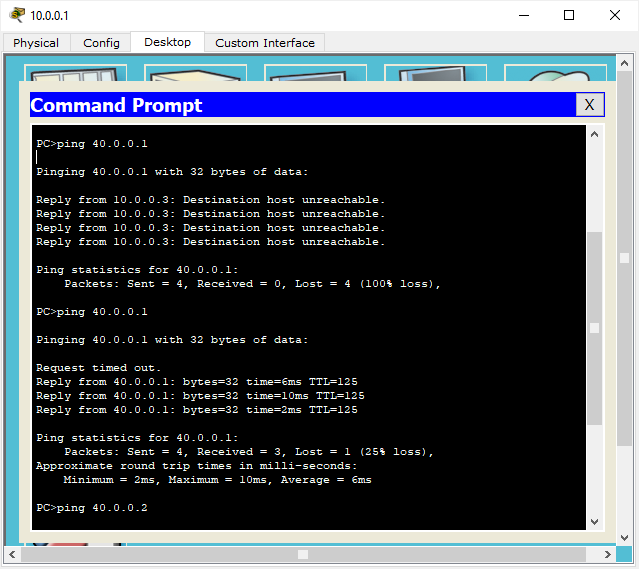 10.0.0.1
Physical Config Desktop Custom Interface
Command Prompt X
PC>ping 40.0.0.1
Pinging 40.0.0.1 with 32 bytes of data:
Reply from 10.0.0.3: Destination host unreachable.
Reply from 10.0.0.3: Destination host unreachable.
Reply from 10.0.0.3: Destination host unreachable.
Reply from 10.0.0.3: Destination host unreachable.
Ping statistics for 40.0.0.1:
Packets: Sent = 4, Received = 0, Lost = 4 (100% loss),
PC>ping 40.0.0.1
Pinging 40.0.0.1 with 32 bytes of data:
Request timed out.
Reply from 40.0.0.1: bytes=32 time=6ms TTL=125
Reply from 40.0.0.1: bytes=32 time=10ms TTL=125
Reply from 40.0.0.1: bytes=32 time=2ms TTL=125
Ping statistics for 40.0.0.1:
Packets: Sent = 4, Received = 3, Lost = 1 (25% loss),
Approximate round trip times in milli-seconds:
Minimum = 2ms, Maximum = 10ms, Average = 6ms
PC>ping 40.0.0.2